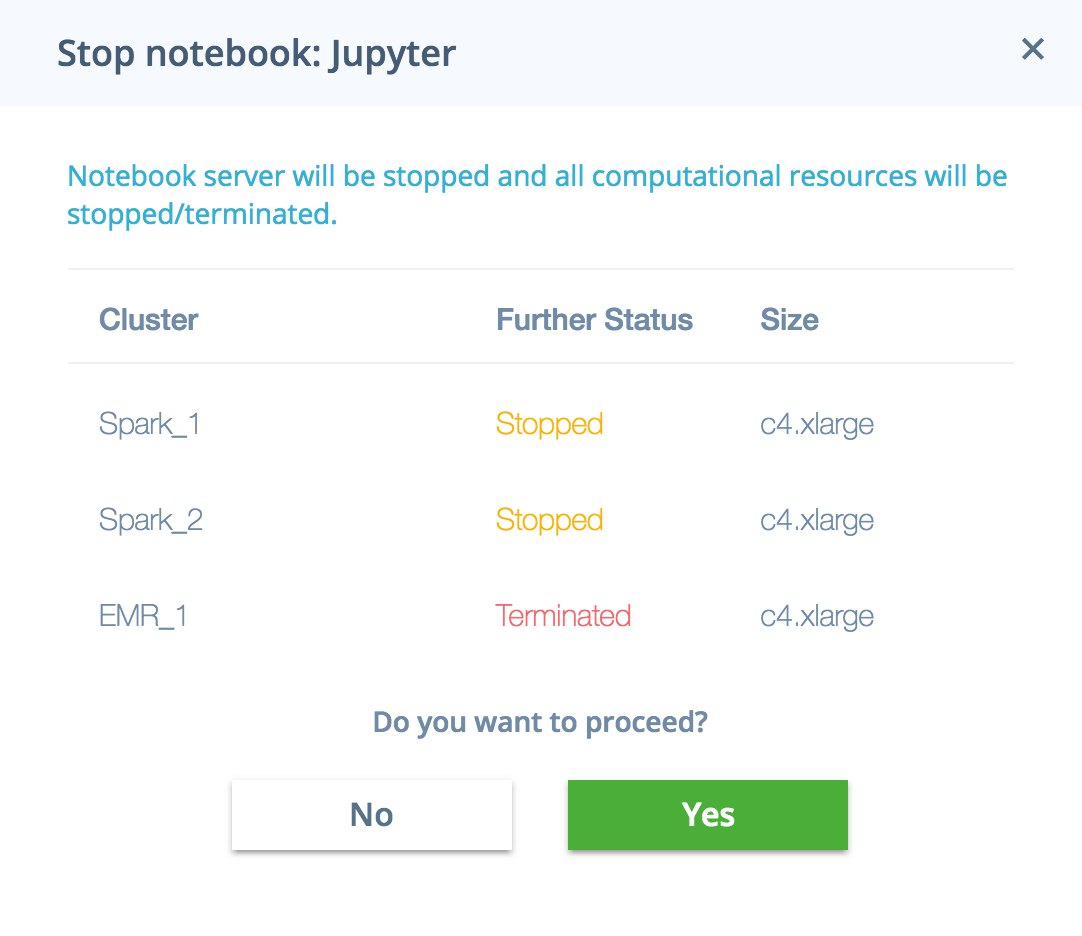 Stop notebook: Jupyter
Notebook server will be stopped and all computational resources will be
stopped/terminated.
Cluster Further Status Size
Spark_1 Stopped c4.xlarge
Spark_2 Stopped c4.xlarge
EMR_1 Terminated c4.xlarge
Do you want to proceed?
No Yes